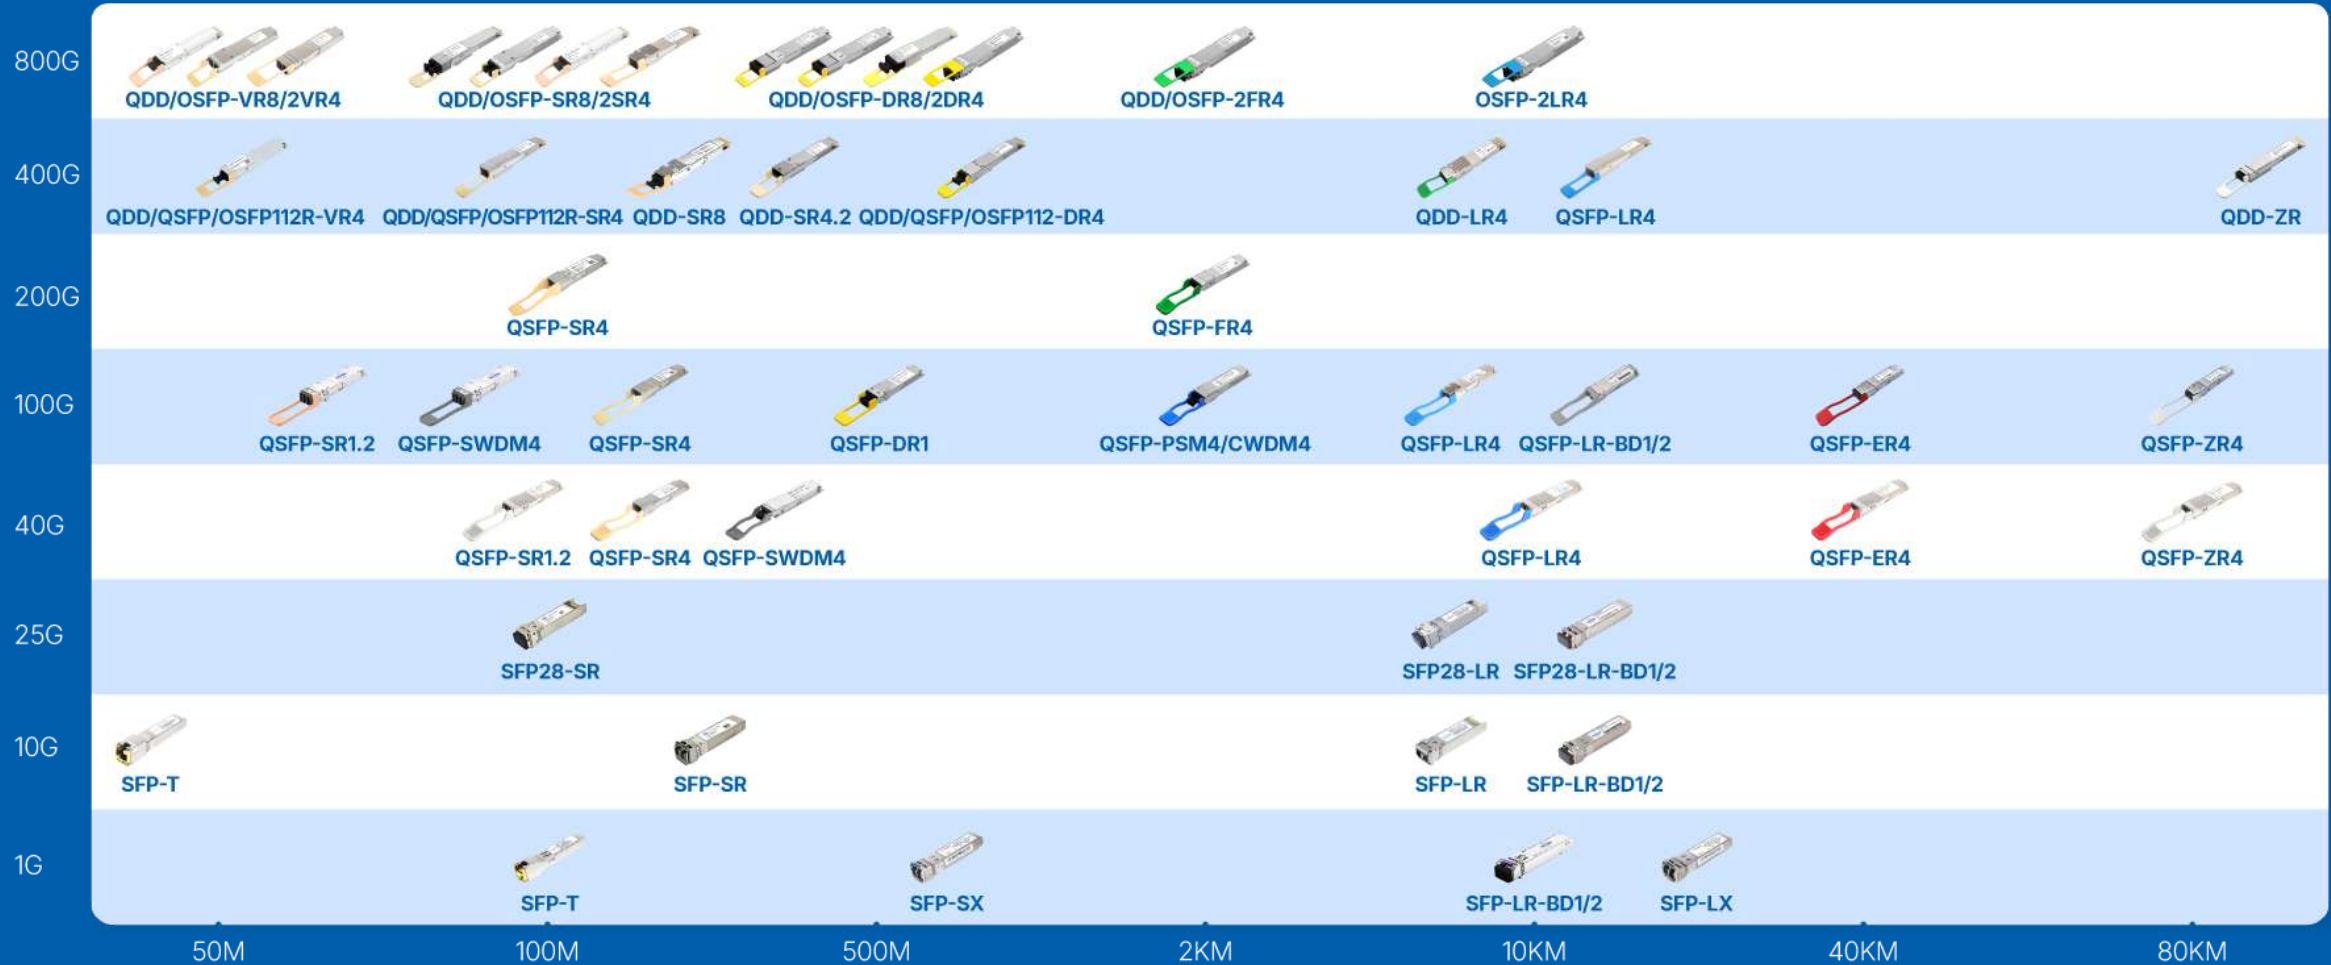 800G
QDD/OSFP-VR8/2VR4 QDD/OSFP-SR8/2SR4 QDD/OSFP-DR8/2DR4 QDD/OSFP-2FR4 OSFP-2LR4
400G
QDD/QSFP/OSFP112R-VR4 QDD/QSFP/OSFP112R-SR4 QDD-SR8 QDD-SR4.2 QDD/QSFP/OSFP112-DR4 QDD-LR4 QSFP-LR4 QDD-ZR
200G
QSFP-SR4 QSFP-FR4
100G
QSFP-SR1.2 QSFP-SWDM4 QSFP-SR4 QSFP-DR1 QSFP-PSM4/CWDM4 QSFP-LR4 QSFP-LR-BD1/2 QSFP-ER4 QSFP-ZR4
40G
QSFP-SR1.2 QSFP-SR4 QSFP-SWDM4 QSFP-LR4 QSFP-ER4 QSFP-ZR4
25G
SFP28-SR SFP28-LR SFP28-LR-BD1/2
10G
SFP-T SFP-SR SFP-LR SFP-LR-BD1/2
1G
SFP-T SFP-SX SFP-LR-BD1/2 SFP-LX
50M 100M 500M 2KM 10KM 40KM 80KM